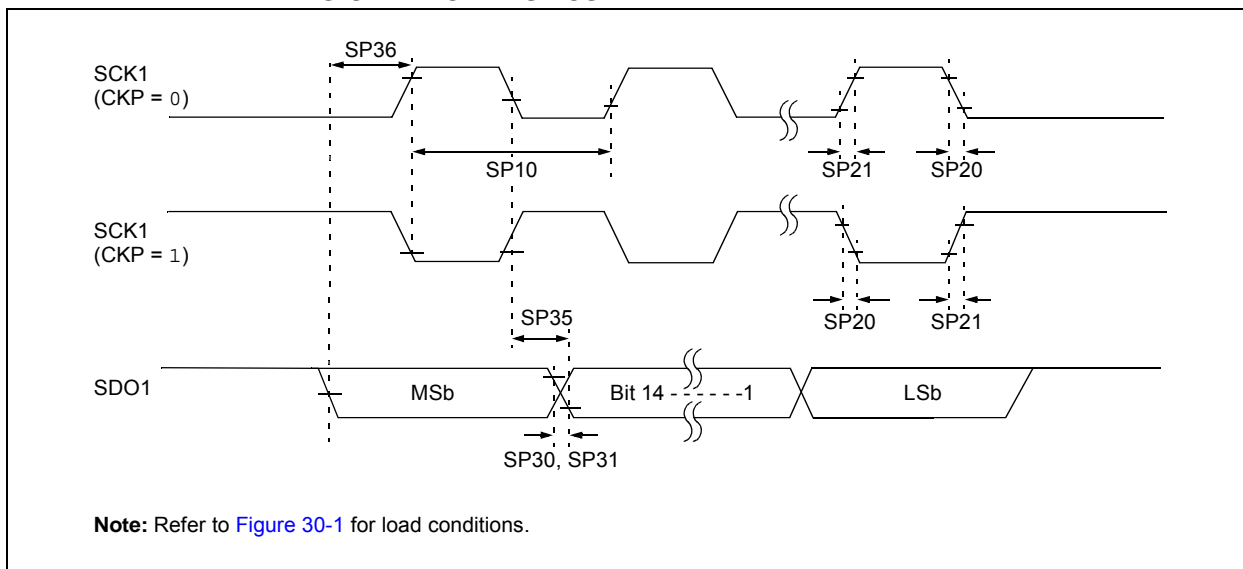 SP36
SCK1
(CKP = 0)
SP10
SP21
SP20
SCK1
(CKP = 1)
SP35
SP20
SP21
SDO1
MSb
Bit 14 - - - - - -1
LSb
SP30, SP31
Note: Refer to Figure 30-1 for load conditions.